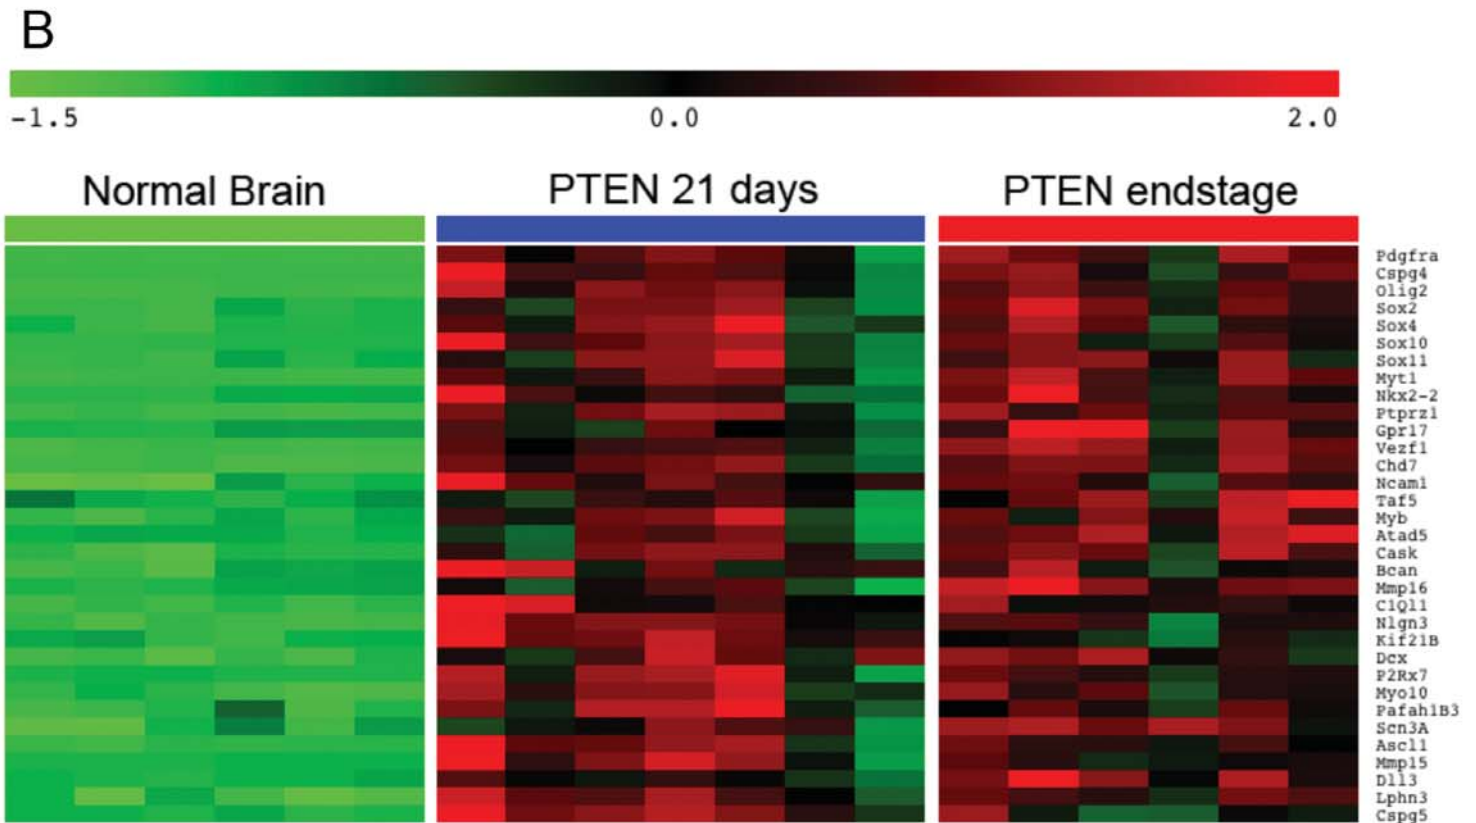 B
-1.5 0.0 2.0
Normal Brain PTEN 21 days PTEN endstage
Pdgfra
Cspg4
Olig2
Sox2
Sox4
Sox10
Sox11
Myt1
Nkx2-2
Ptprz1
Gpr17
Vezf1
Chd7
Ncam1
Taf5
Myb
Atad5
Cask
Bcan
Mmp16
C1Ql1
Nlgn3
Kif21B
Dcx
P2Rx7
Myo10
Pafah1B3
Scn3A
Ascl1
Mmp15
Dll3
Lphn3
Cspg5